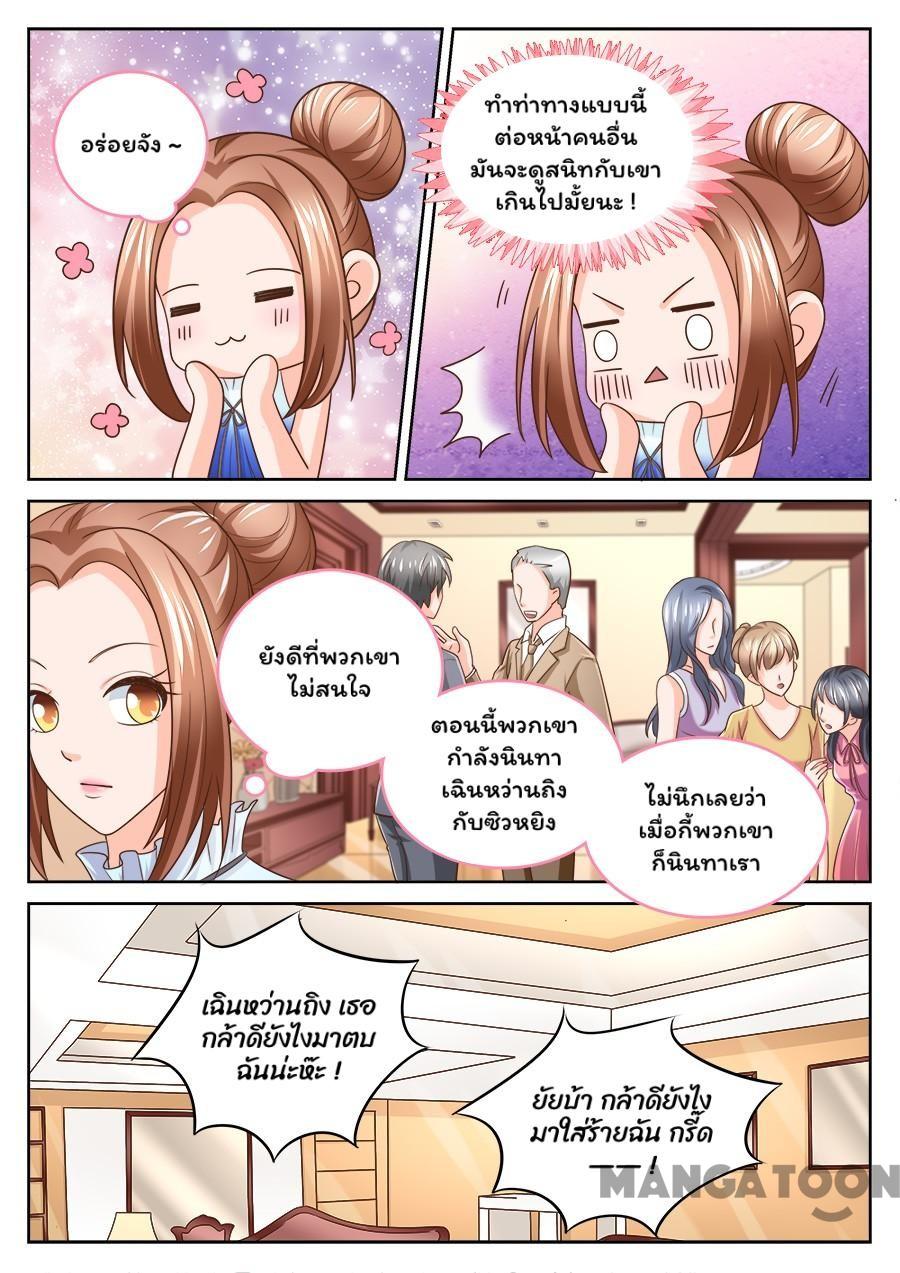 อร่อยจัง ~
ทำท่าทางแบบนี้
ต่อหน้าคนอื่น
มันจะดูสนิทกับเขา
เกินไปมั้ยนะ !
ยังดีที่พวกเขา
ไม่สนใจ
ตอนนี้พวกเขา
กำลังนินทา
เฉินหว่านถิง
กับซิวหยิง
ไม่นึกเลยว่า
เมื่อกี้พวกเขา
ก็นินทาเรา
เฉินหว่านถิง เธอ
กล้าดียังไงมาตบ
ฉันน่ะห๊ะ !
ยัยบ้า กล้าดียังไง
มาใส่ร้ายฉัน กรี๊ด
——— !
MANGATOON